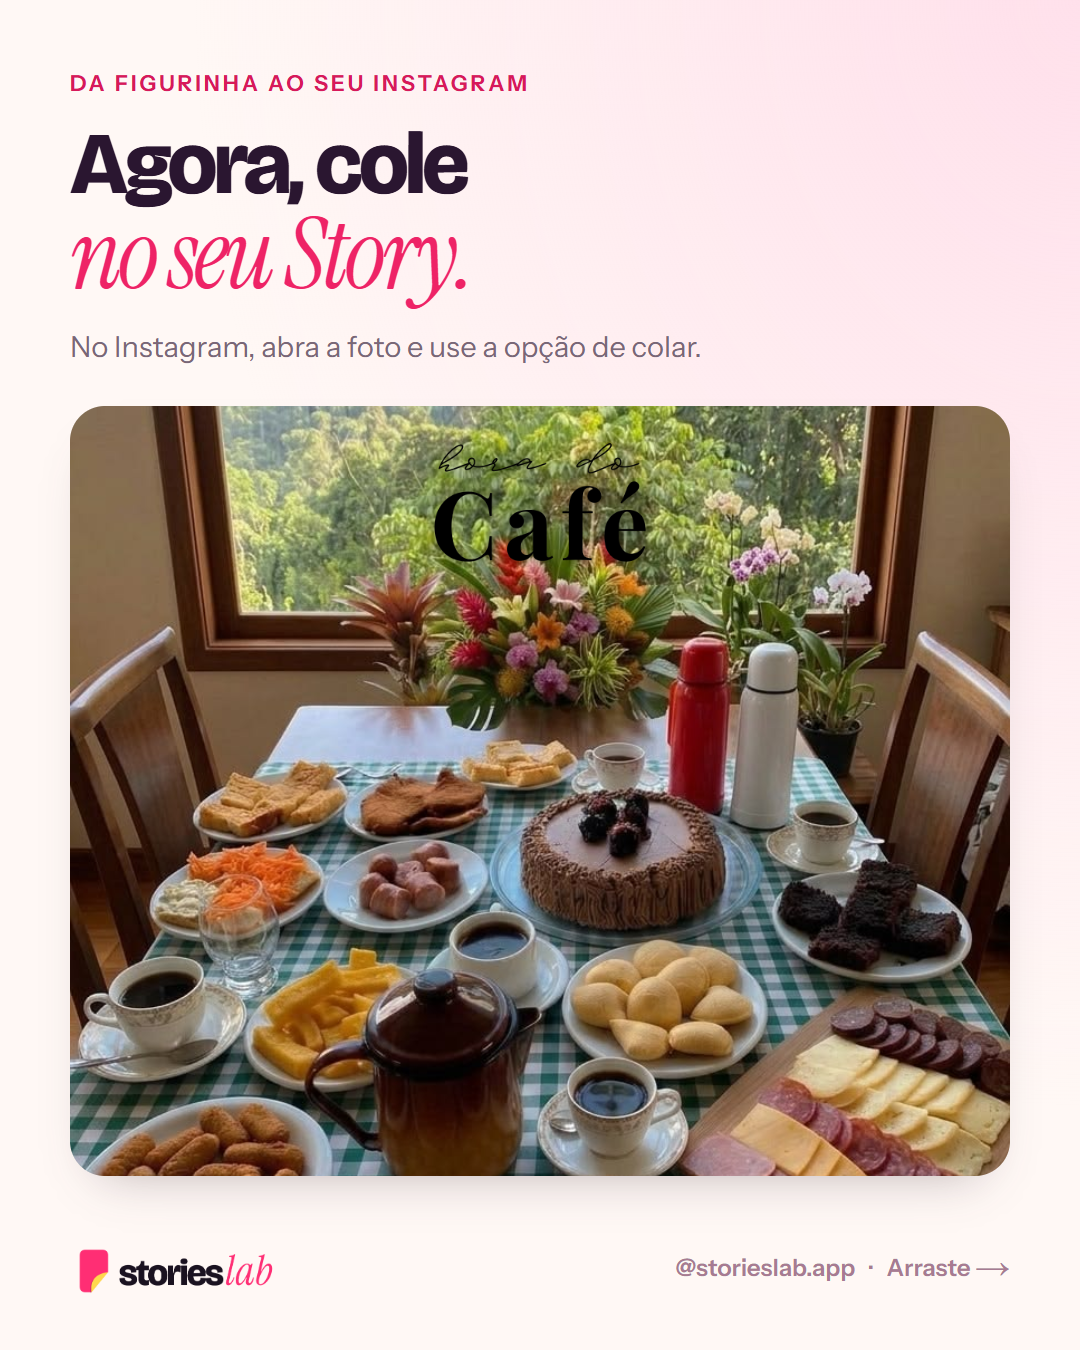 DA FIGURINHA AO SEU INSTAGRAM
Agora, cole
no seu Story.
No Instagram, abra a foto e use a opção de colar.
hora do
Café
storieslab
@storieslab.app · Arraste →